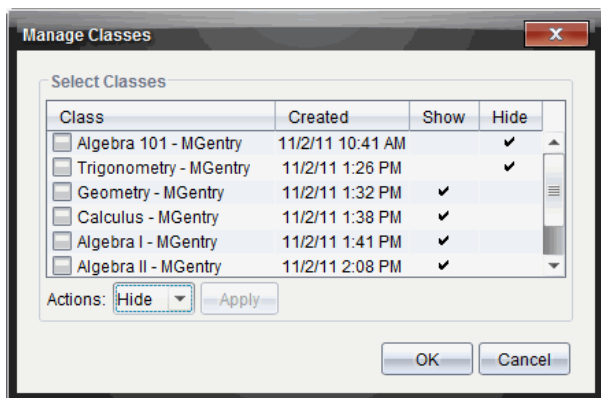 Manage Classes
Select Classes
Class Created Show Hide
Algebra 101 - MGentry 11/2/11 10:41 AM ✔
Trigonometry - MGentry 11/2/11 1:26 PM ✔
Geometry - MGentry 11/2/11 1:32 PM ✔
Calculus - MGentry 11/2/11 1:38 PM ✔
Algebra I - MGentry 11/2/11 1:41 PM ✔
Algebra II - MGentry 11/2/11 2:08 PM ✔
Actions: Hide Apply
OK Cancel